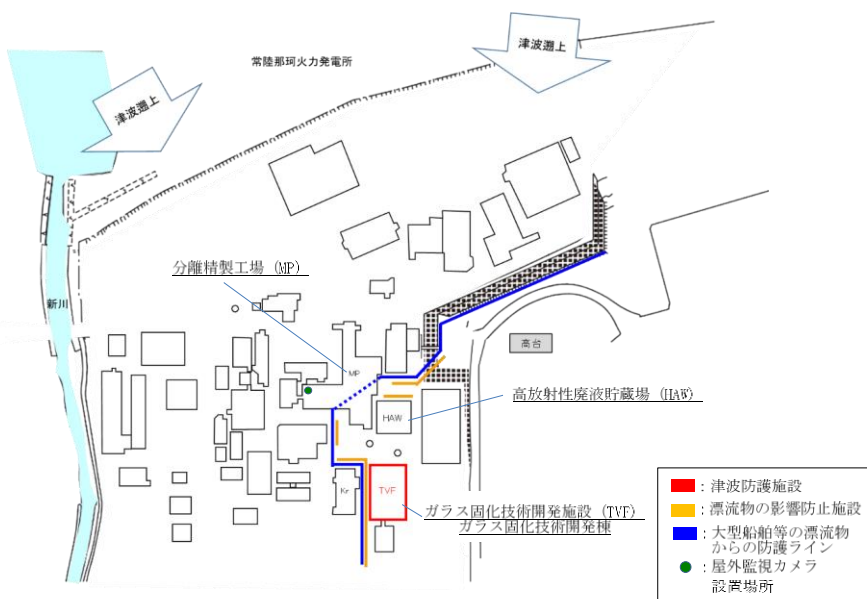 津波遡上
常陸那珂火力発電所
津波遡上
分離精製工場 (MP)
新川
高台
MP
高放射性廃液貯蔵場 (HAW)
HAW
Kr
TVF
ガラス固化技術開発施設 (TVF)
ガラス固化技術開発棟
：津波防護施設
：漂流物の影響防止施設
：大型船舶等の漂流物
からの防護ライン
：屋外監視カメラ
設置場所